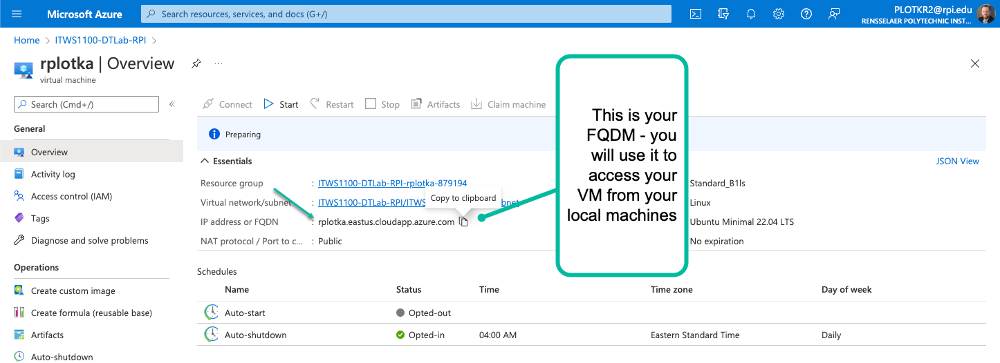 Microsoft Azure
Search resources, services, and docs (G+/)
PLOTKR2@rpi.edu
RENSSELAER POLYTECHNIC INST...
Home > ITWS1100-DTLab-RPI >
rplotka | Overview
...
virtual machine
Search (Cmd+/)
«
General
Overview
Activity log
Access control (IAM)
Tags
Diagnose and solve problems
Operations
Create custom image
Create formula (reusable base)
Artifacts
Auto-shutdown
Connect Start Restart Stop Artifacts Claim machine
Preparing
Essentials
JSON View
Resource group : ITWS1100-DTLab-RPI-rplotka-879194
Virtual network/subnet : ITWS1100-DTLab-RPI/ITWS
Copy to clipboard
IP address or FQDN : rplotka.eastus.cloudapp.azure.com
NAT protocol / Port to c... : Public
Standard_B1ls
Linux
Ubuntu Minimal 22.04 LTS
No expiration
This is your
FQDM - you
will use it to
access your
VM from your
local machines
Schedules
Name Status Time Time zone Day of week
Auto-start Opted-out
Auto-shutdown Opted-in 04:00 AM Eastern Standard Time Daily